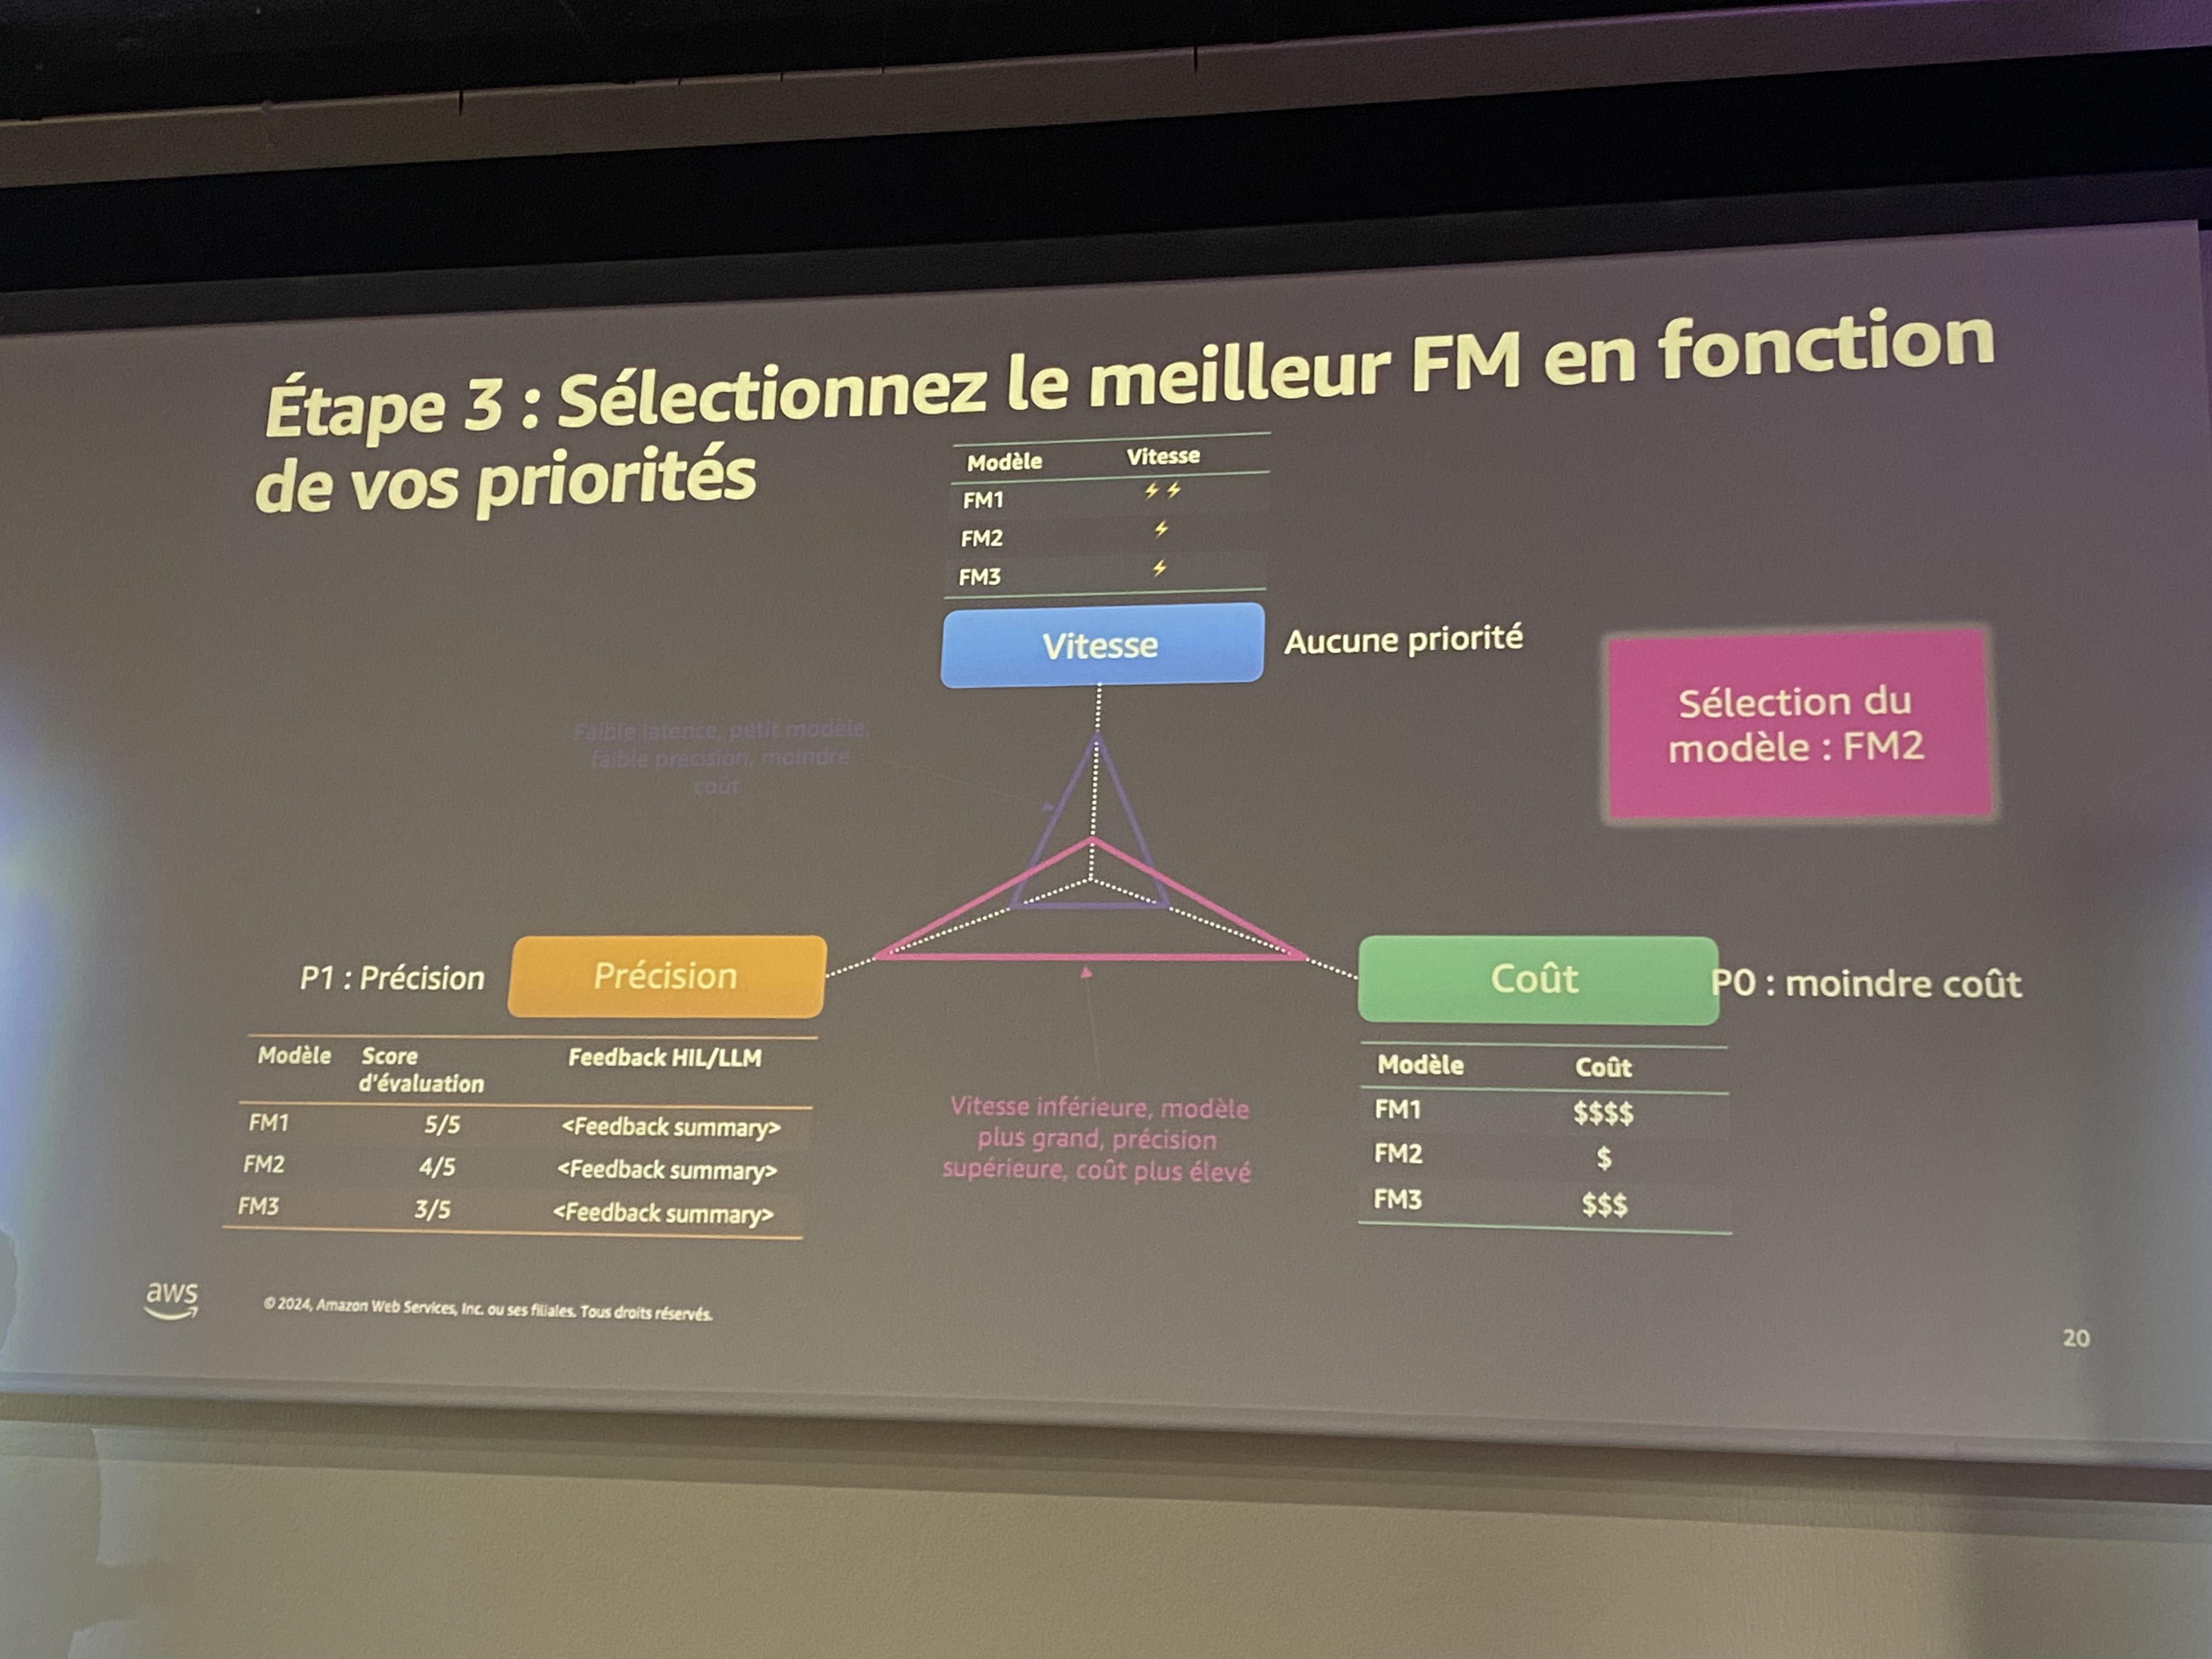 Étape 3 : Sélectionnez le meilleur FM en fonction
de vos priorités
Modèle Vitesse
FM1 ⚡⚡
FM2 ⚡
FM3 ⚡
Vitesse
Aucune priorité
Sélection du
modèle : FM2
Faible latence, petit modèle,
faible précision, moindre
coût
P1 : Précision
Précision
Coût
P0 : moindre coût
Modèle Score Feedback HIL/LLM
d'évaluation
FM1 5/5 <Feedback summary>
FM2 4/5 <Feedback summary>
FM3 3/5 <Feedback summary>
Vitesse inférieure, modèle
plus grand, précision
supérieure, coût plus élevé
Modèle Coût
FM1 $$$$
FM2 $
FM3 $$$
aws
© 2024, Amazon Web Services, Inc. ou ses filiales. Tous droits réservés.
20